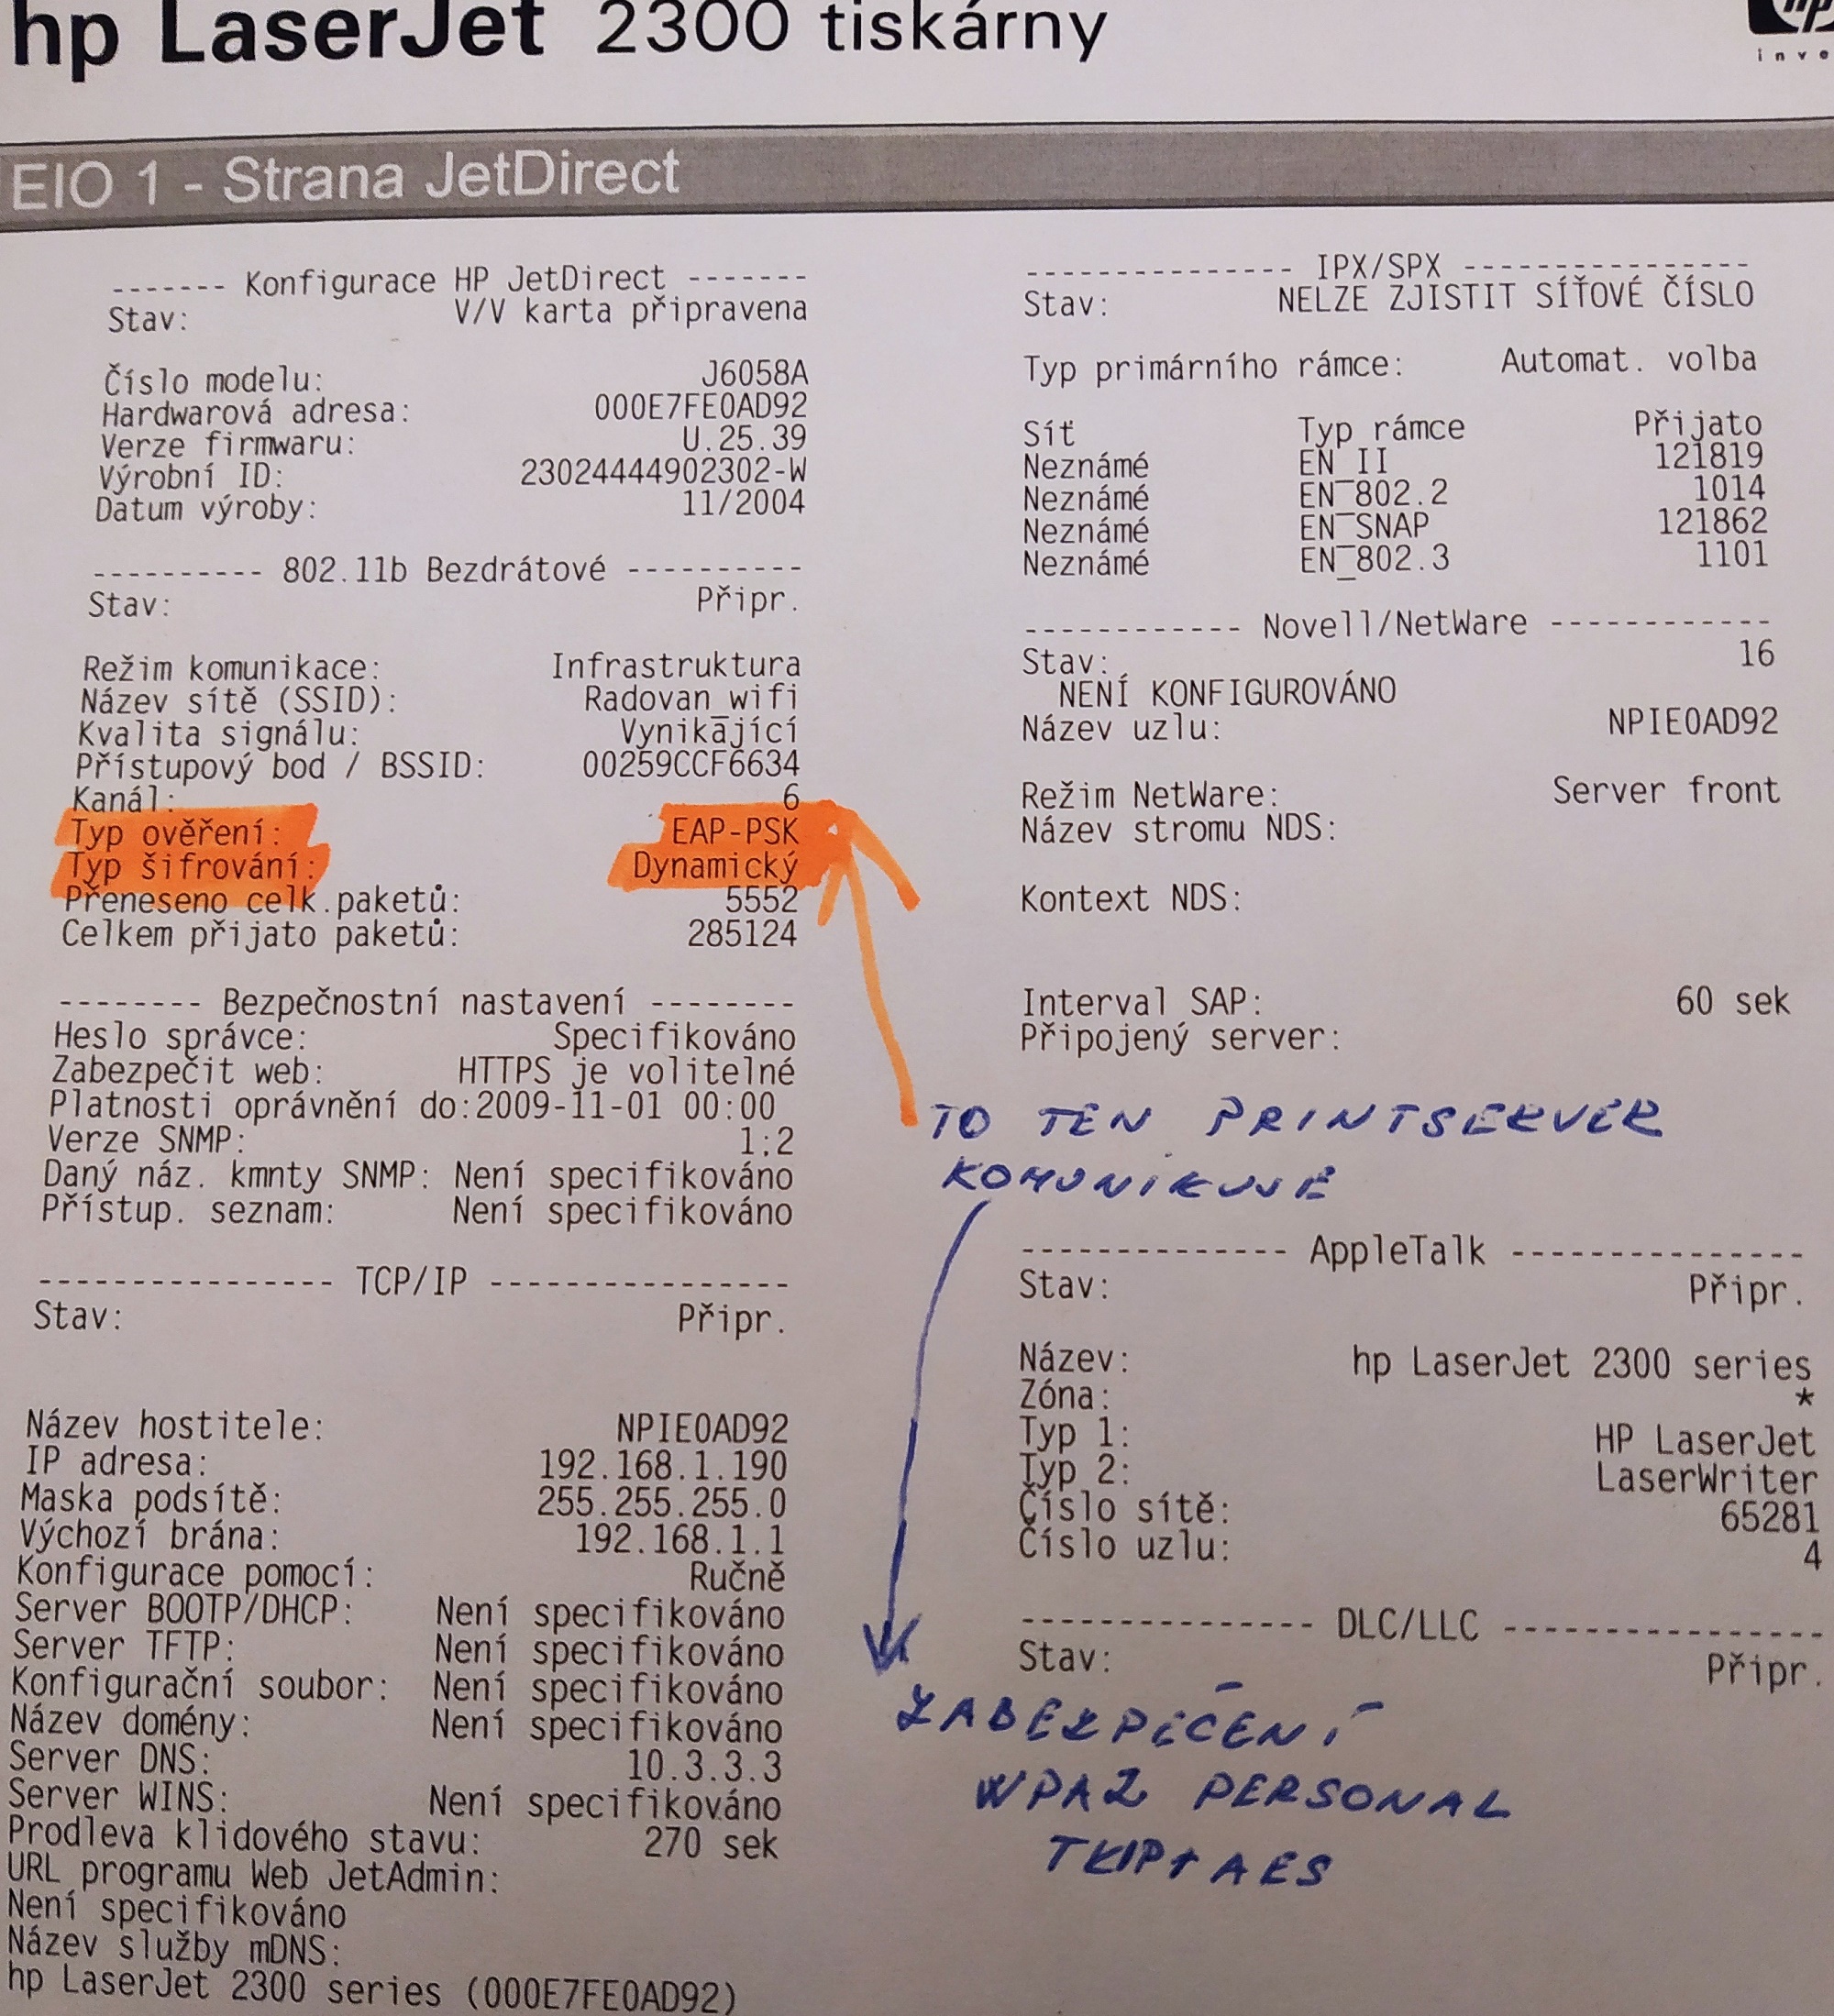 hp LaserJet 2300 tiskárny
hp
inve
EIO 1 - Strana JetDirect
------- Konfigurace HP JetDirect -------
Stav: V/V karta připravena
Číslo modelu: J6058A
Hardwarová adresa: 000E7FE0AD92
Verze firmwaru: U.25.39
Výrobní ID: 23024444902302-W
Datum výroby: 11/2004
---------- 802.11b Bezdrátové ----------
Stav: Připr.
Režim komunikace: Infrastruktura
Název sítě (SSID): Radovan_wifi
Kvalita signálu: Vynikající
Přístupový bod / BSSID: 00259CCF6634
Kanál: 6
Typ ověření: EAP-PSK
Typ šifrování: Dynamický
Přeneseno celk.paketů: 5552
Celkem přijato paketů: 285124
-------- Bezpečnostní nastavení --------
Heslo správce: Specifikováno
Zabezpečit web: HTTPS je volitelné
Platnosti oprávnění do:2009-11-01 00:00
Verze SNMP: 1;2
Daný náz. kmnty SNMP: Není specifikováno
Přístup. seznam: Není specifikováno
---------------- TCP/IP ----------------
Stav: Připr.
Název hostitele: NPIE0AD92
IP adresa: 192.168.1.190
Maska podsítě: 255.255.255.0
Výchozí brána: 192.168.1.1
Konfigurace pomocí: Ručně
Server BOOTP/DHCP: Není specifikováno
Server TFTP: Není specifikováno
Konfigurační soubor: Není specifikováno
Název domény: Není specifikováno
Server DNS: 10.3.3.3
Server WINS: Není specifikováno
Prodleva klidového stavu: 270 sek
URL programu Web JetAdmin:
Není specifikováno
Název služby mDNS:
hp LaserJet 2300 series (000E7FE0AD92)
--------------- IPX/SPX ----------------
Stav: NELZE ZJISTIT SÍŤOVÉ ČÍSLO
Typ primárního rámce: Automat. volba
Síť Typ rámce Přijato
Neznámé EN_II 121819
Neznámé EN_802.2 1014
Neznámé EN_SNAP 121862
Neznámé EN_802.3 1101
------------ Novell/NetWare ------------
Stav: 16
NENÍ KONFIGUROVÁNO
Název uzlu: NPIE0AD92
Režim NetWare: Server front
Název stromu NDS:
Kontext NDS:
Interval SAP: 60 sek
Připojený server:
TO TEN PRINTSERVER
KOMUNIKUJE
-------------- AppleTalk ---------------
Stav: Připr.
Název: hp LaserJet 2300 series
Zóna: *
Typ 1: HP LaserJet
Typ 2: LaserWriter
Číslo sítě: 65281
Číslo uzlu: 4
--------------- DLC/LLC ----------------
Stav: Připr.
ZABEZPEČENÍ
WPA2 PERSONAL
TKIP+AES